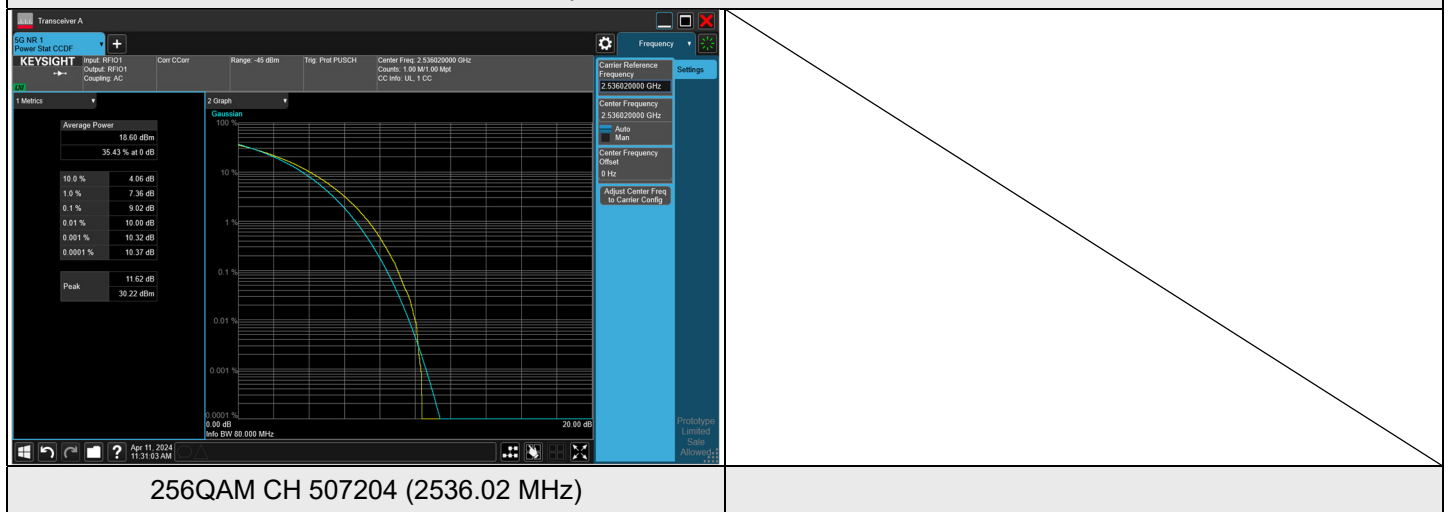 Transceiver A
5G NR 1
Power Stat CCDF
Frequency
KEYSIGHT
Input: RFIO1
Output: RFIO1
Coupling: AC
Corr CCorr
Range: -45 dBm
Trig: Prot PUSCH
Center Freq: 2.536020000 GHz
Counts: 1.00 M/1.00 Mpt
CC Info: UL, 1 CC
Carrier Reference
Frequency
2.536020000 GHz
Settings
1 Metrics
2 Graph
Center Frequency
2.536020000 GHz
Auto
Man
Center Frequency
Offset
0 Hz
Adjust Center Freq
to Carrier Config
Average Power
18.60 dBm
35.43 % at 0 dB
10.0 % 4.06 dB
1.0 % 7.36 dB
0.1 % 9.02 dB
0.01 % 10.00 dB
0.001 % 10.32 dB
0.0001 % 10.37 dB
Peak
11.62 dB
30.22 dBm
Gaussian
100 %
10 %
1 %
0.1 %
0.01 %
0.001 %
0.0001 %
0.00 dB
20.00 dB
Info BW 80.000 MHz
Prototype
Limited
Sale
Allowed
?
Apr 11, 2024
11:31:03 AM
256QAM CH 507204 (2536.02 MHz)